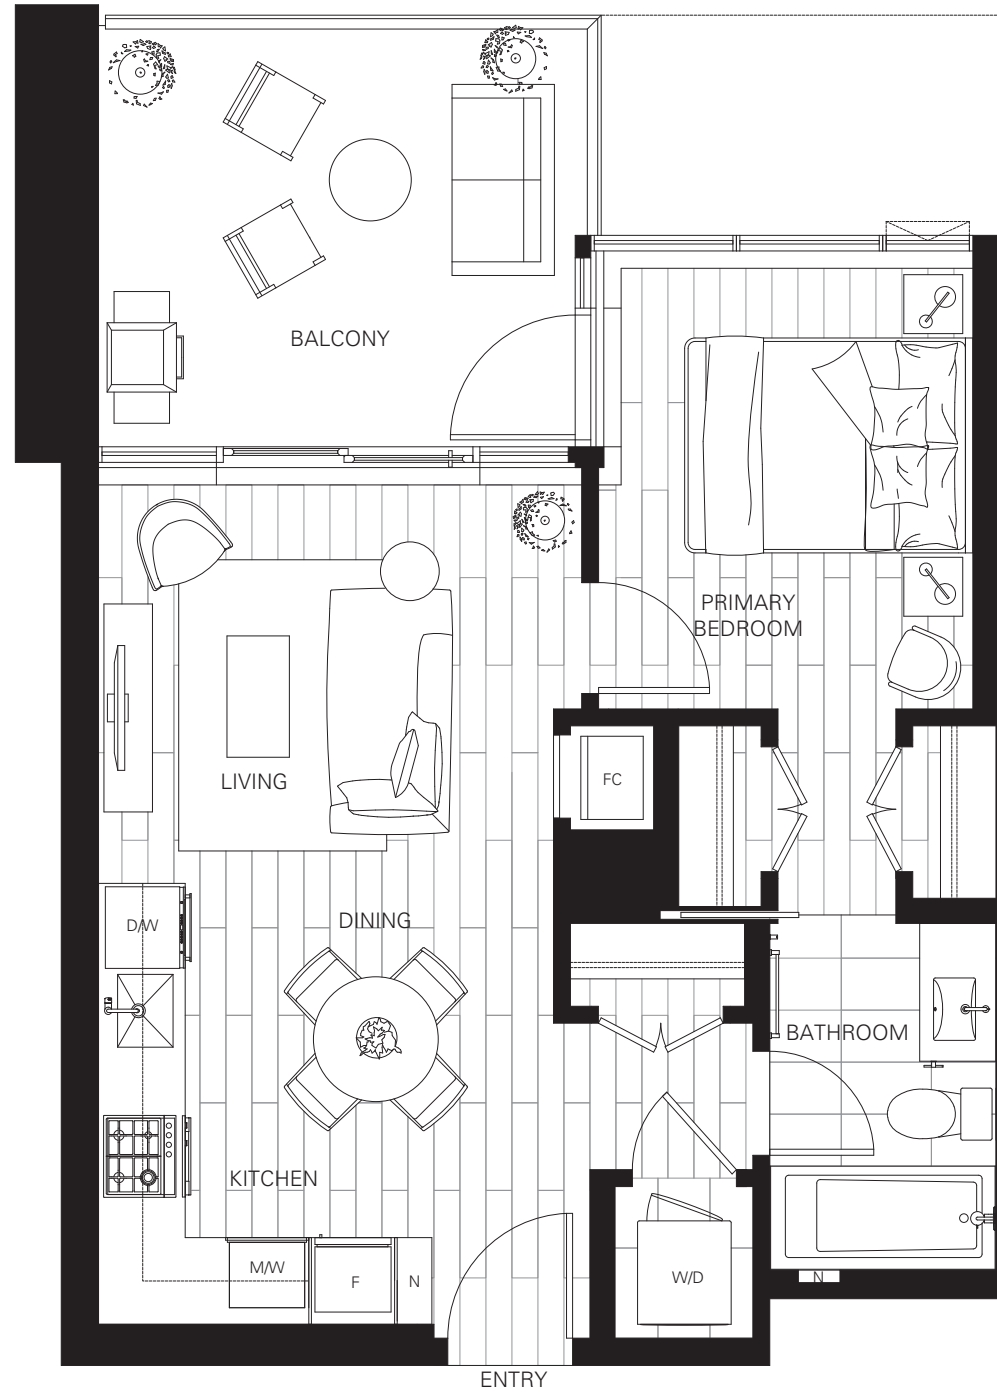 BALCONY
PRIMARY
BEDROOM
FC
LIVING
DINING
D/W
BATHROOM
KITCHEN
M/W
F
N
W/D
N
ENTRY